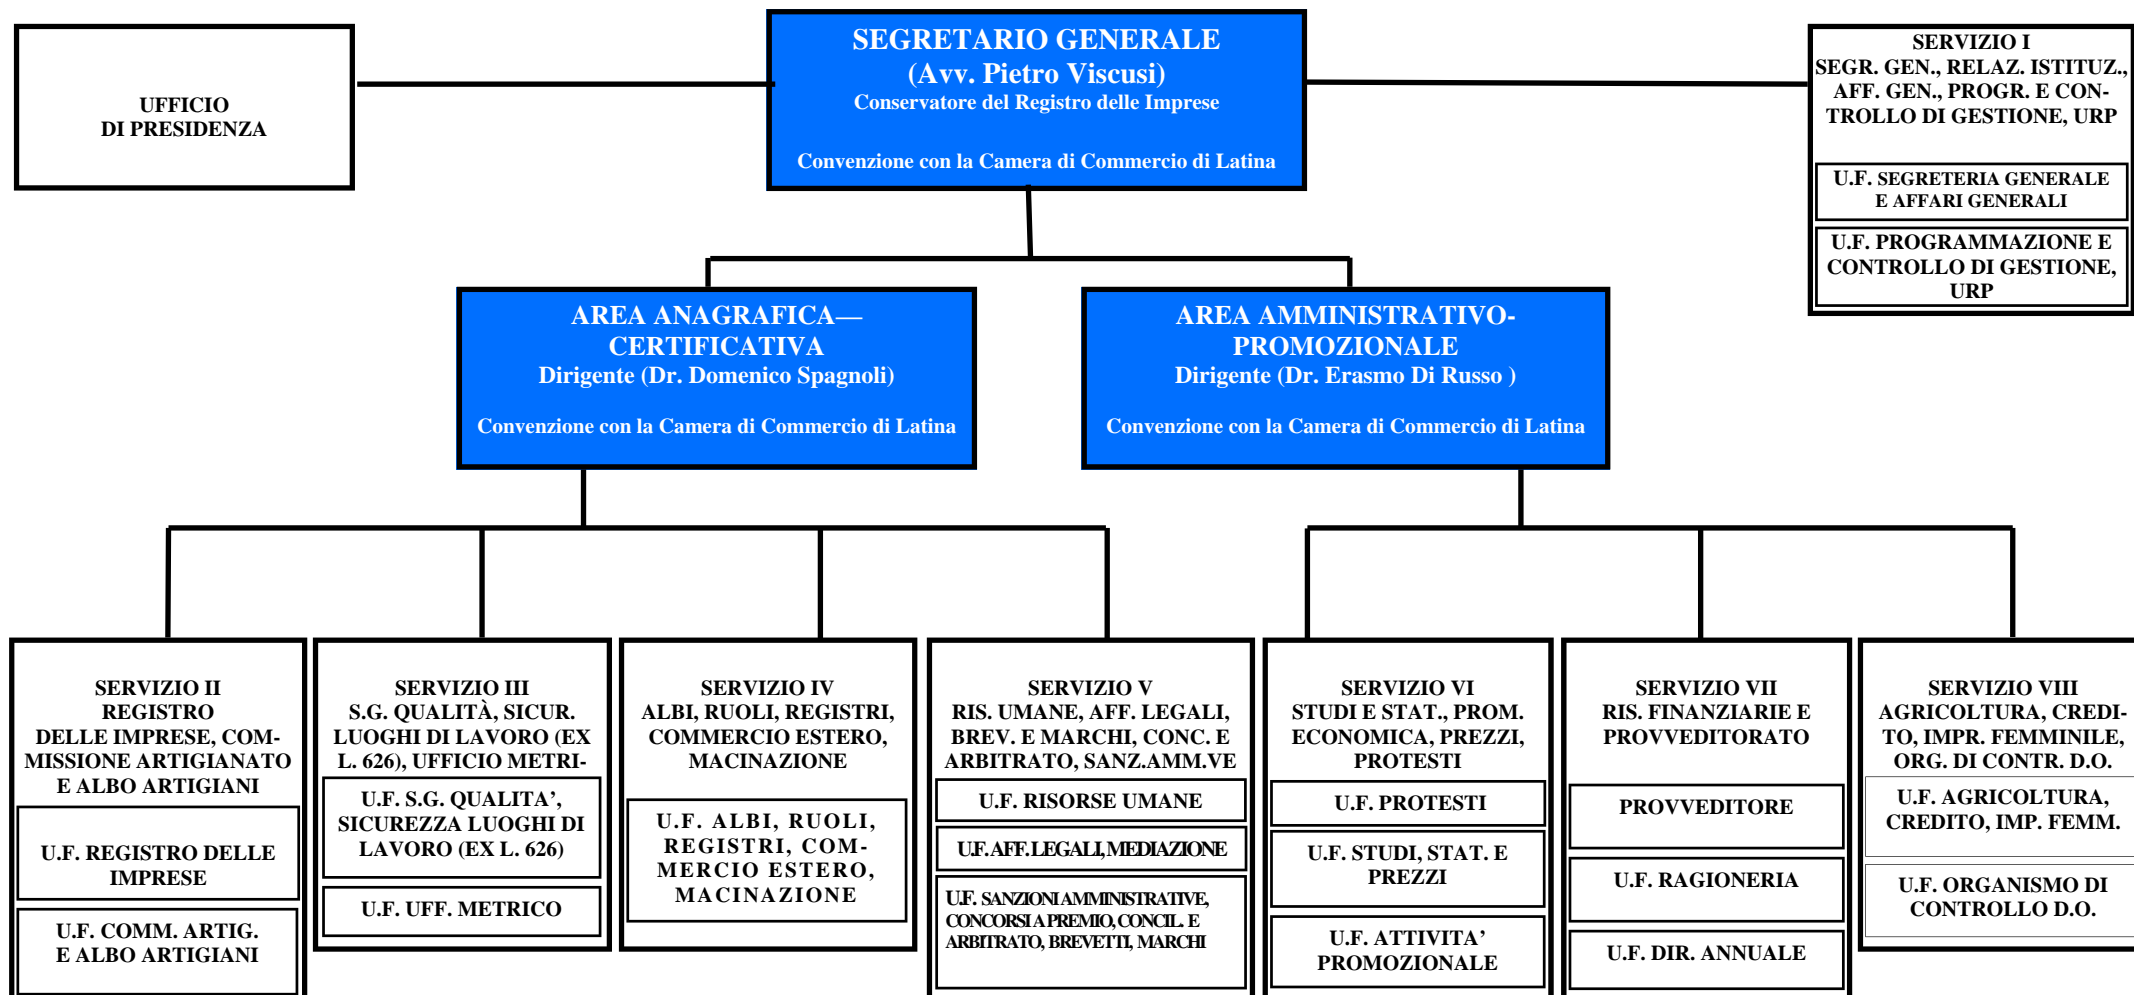 UFFICIO
DI PRESIDENZA
SEGRETARIO GENERALE
(Avv. Pietro Viscusi)
Conservatore del Registro delle Imprese
Convenzione con la Camera di Commercio di Latina
SERVIZIO I
SEGR. GEN., RELAZ. ISTITUZ.,
AFF. GEN., PROGR. E CON-
TROLLO DI GESTIONE, URP
U.F. SEGRETERIA GENERALE
E AFFARI GENERALI
U.F. PROGRAMMAZIONE E
CONTROLLO DI GESTIONE,
URP
AREA ANAGRAFICA—
CERTIFICATIVA
Dirigente (Dr. Domenico Spagnoli)
Convenzione con la Camera di Commercio di Latina
AREA AMMINISTRATIVO-
PROMOZIONALE
Dirigente (Dr. Erasmo Di Russo )
Convenzione con la Camera di Commercio di Latina
SERVIZIO II
REGISTRO
DELLE IMPRESE, COM-
MISSIONE ARTIGIANATO
E ALBO ARTIGIANI
U.F. REGISTRO DELLE
IMPRESE
U.F. COMM. ARTIG.
E ALBO ARTIGIANI
SERVIZIO III
S.G. QUALITÀ, SICUR.
LUOGHI DI LAVORO (EX
L. 626), UFFICIO METRI-
U.F. S.G. QUALITA’,
SICUREZZA LUOGHI DI
LAVORO (EX L. 626)
U.F. UFF. METRICO
SERVIZIO IV
ALBI, RUOLI, REGISTRI,
COMMERCIO ESTERO,
MACINAZIONE
U.F. ALBI, RUOLI,
REGISTRI, COM-
MERCIO ESTERO,
MACINAZIONE
SERVIZIO V
RIS. UMANE, AFF. LEGALI,
BREV. E MARCHI, CONC. E
ARBITRATO, SANZ.AMM.VE
U.F. RISORSE UMANE
U.F. AFF. LEGALI, MEDIAZIONE
U.F. SANZIONI AMMINISTRATIVE,
CONCORSI A PREMIO, CONCIL. E
ARBITRATO, BREVETTI, MARCHI
SERVIZIO VI
STUDI E STAT., PROM.
ECONOMICA, PREZZI,
PROTESTI
U.F. PROTESTI
U.F. STUDI, STAT. E
PREZZI
U.F. ATTIVITA’
PROMOZIONALE
SERVIZIO VII
RIS. FINANZIARIE E
PROVVEDITORATO
PROVVEDITORE
U.F. RAGIONERIA
U.F. DIR. ANNUALE
SERVIZIO VIII
AGRICOLTURA, CREDI-
TO, IMPR. FEMMINILE,
ORG. DI CONTR. D.O.
U.F. AGRICOLTURA,
CREDITO, IMP. FEMM.
U.F. ORGANISMO DI
CONTROLLO D.O.